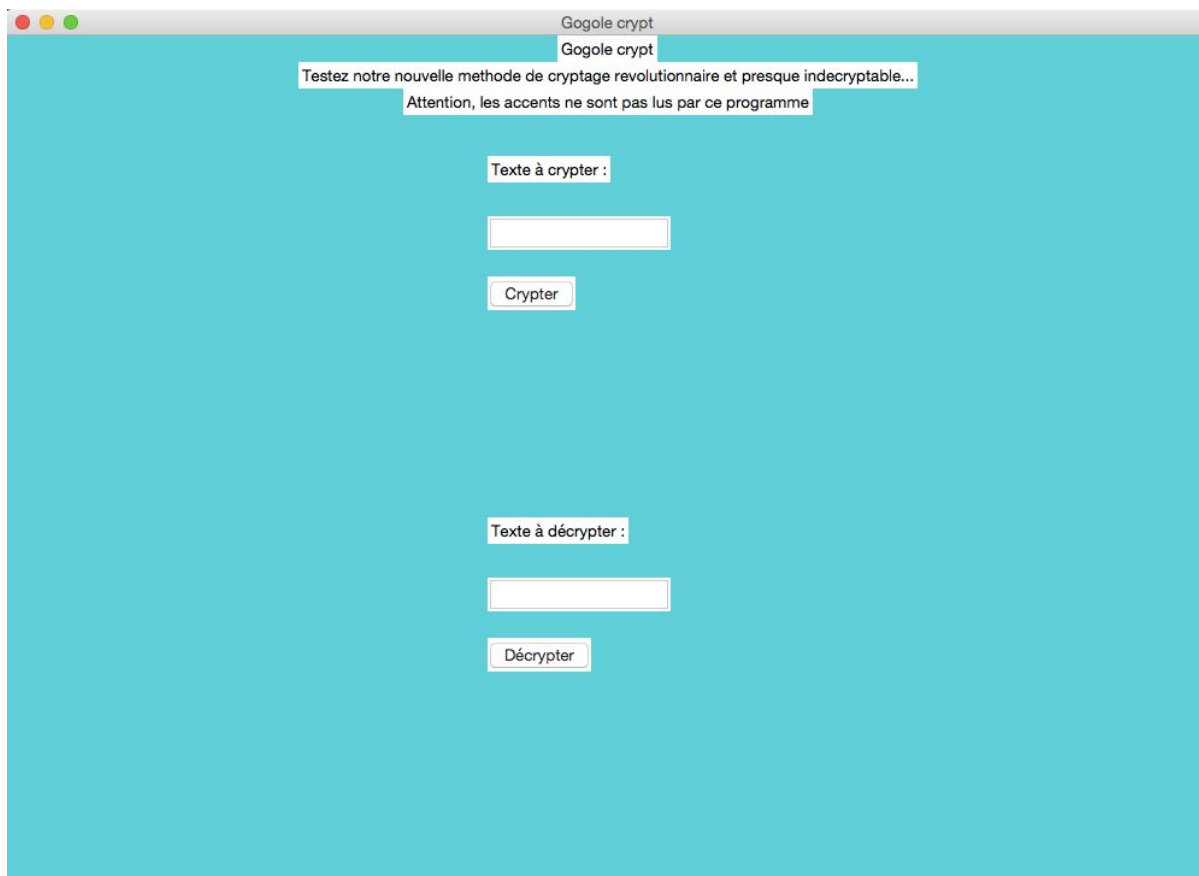 Gogole crypt
Gogole crypt
Testez notre nouvelle methode de cryptage revolutionnaire et presque indecryptable...
Attention, les accents ne sont pas lus par ce programme
Texte à crypter :
Crypter
Texte à décrypter :
Décrypter